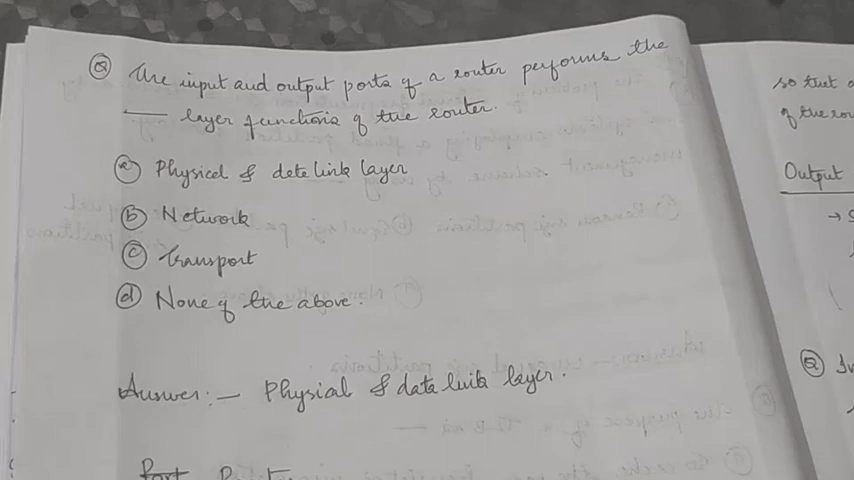 Q The input and output ports of a router performs the
— layer functions of the router.
a Physical & data link layer
b Network
c Transport
d None of the above.
Answer:— Physical & data link layer.
so that
of the rou
Output
→ S
Q In